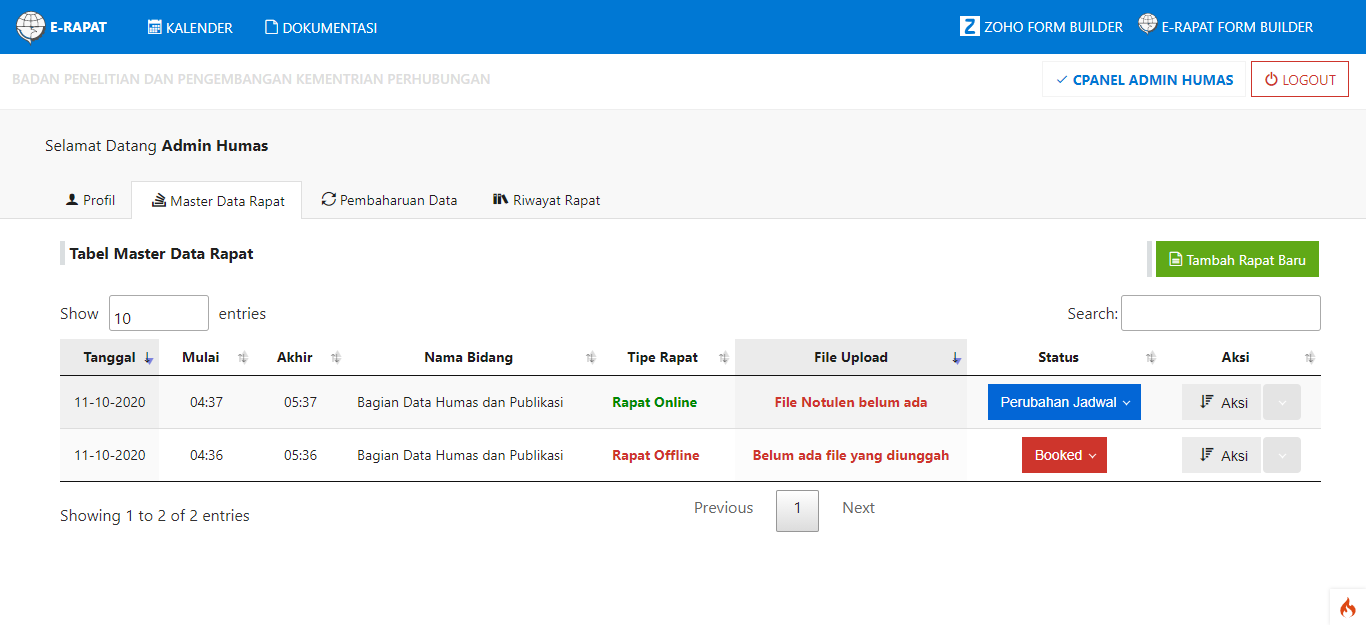 E-RAPAT KALENDER DOKUMENTASI Z ZOHO FORM BUILDER E-RAPAT FORM BUILDER
BADAN PENELITIAN DAN PENGEMBANGAN KEMENTRIAN PERHUBUNGAN CPANEL ADMIN HUMAS LOGOUT
Selamat Datang Admin Humas
Profil Master Data Rapat Pembaharuan Data Riwayat Rapat
Tabel Master Data Rapat Tambah Rapat Baru
Show 10 entries Search:
Tanggal Mulai Akhir Nama Bidang Tipe Rapat File Upload Status Aksi
11-10-2020 04:37 05:37 Bagian Data Humas dan Publikasi Rapat Online File Notulen belum ada Perubahan Jadwal Aksi
11-10-2020 04:36 05:36 Bagian Data Humas dan Publikasi Rapat Offline Belum ada file yang diunggah Booked Aksi
Showing 1 to 2 of 2 entries Previous 1 Next